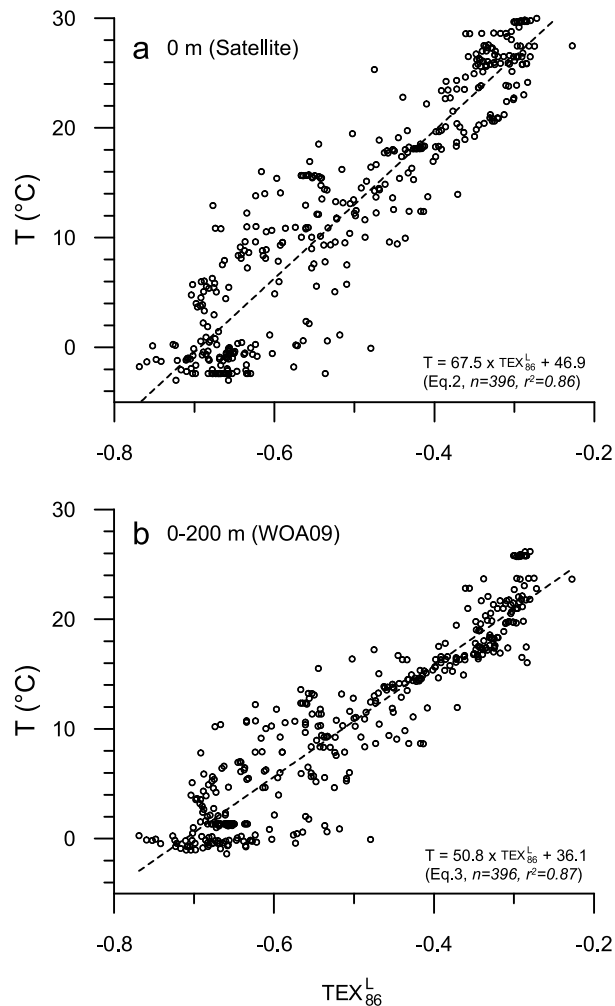 30
a 0 m (Satellite)
20
T (°C)
10
0
T = 67.5 x TEX^L_86 + 46.9
(Eq.2, n=396, r²=0.86)
-0.8 -0.6 -0.4 -0.2
30
b 0-200 m (WOA09)
20
T (°C)
10
0
T = 50.8 x TEX^L_86 + 36.1
(Eq.3, n=396, r²=0.87)
-0.8 -0.6 -0.4 -0.2
TEX^L_86